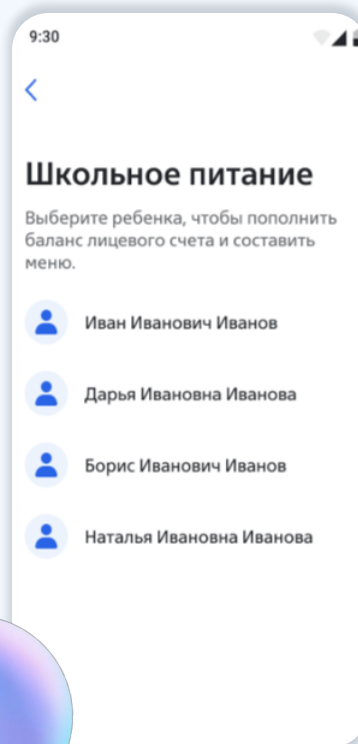 9:30
Школьное питание
Выберите ребенка, чтобы пополнить
баланс лицевого счета и составить
меню.
Иван Иванович Иванов
Дарья Ивановна Иванова
Борис Иванович Иванов
Наталья Ивановна Иванова